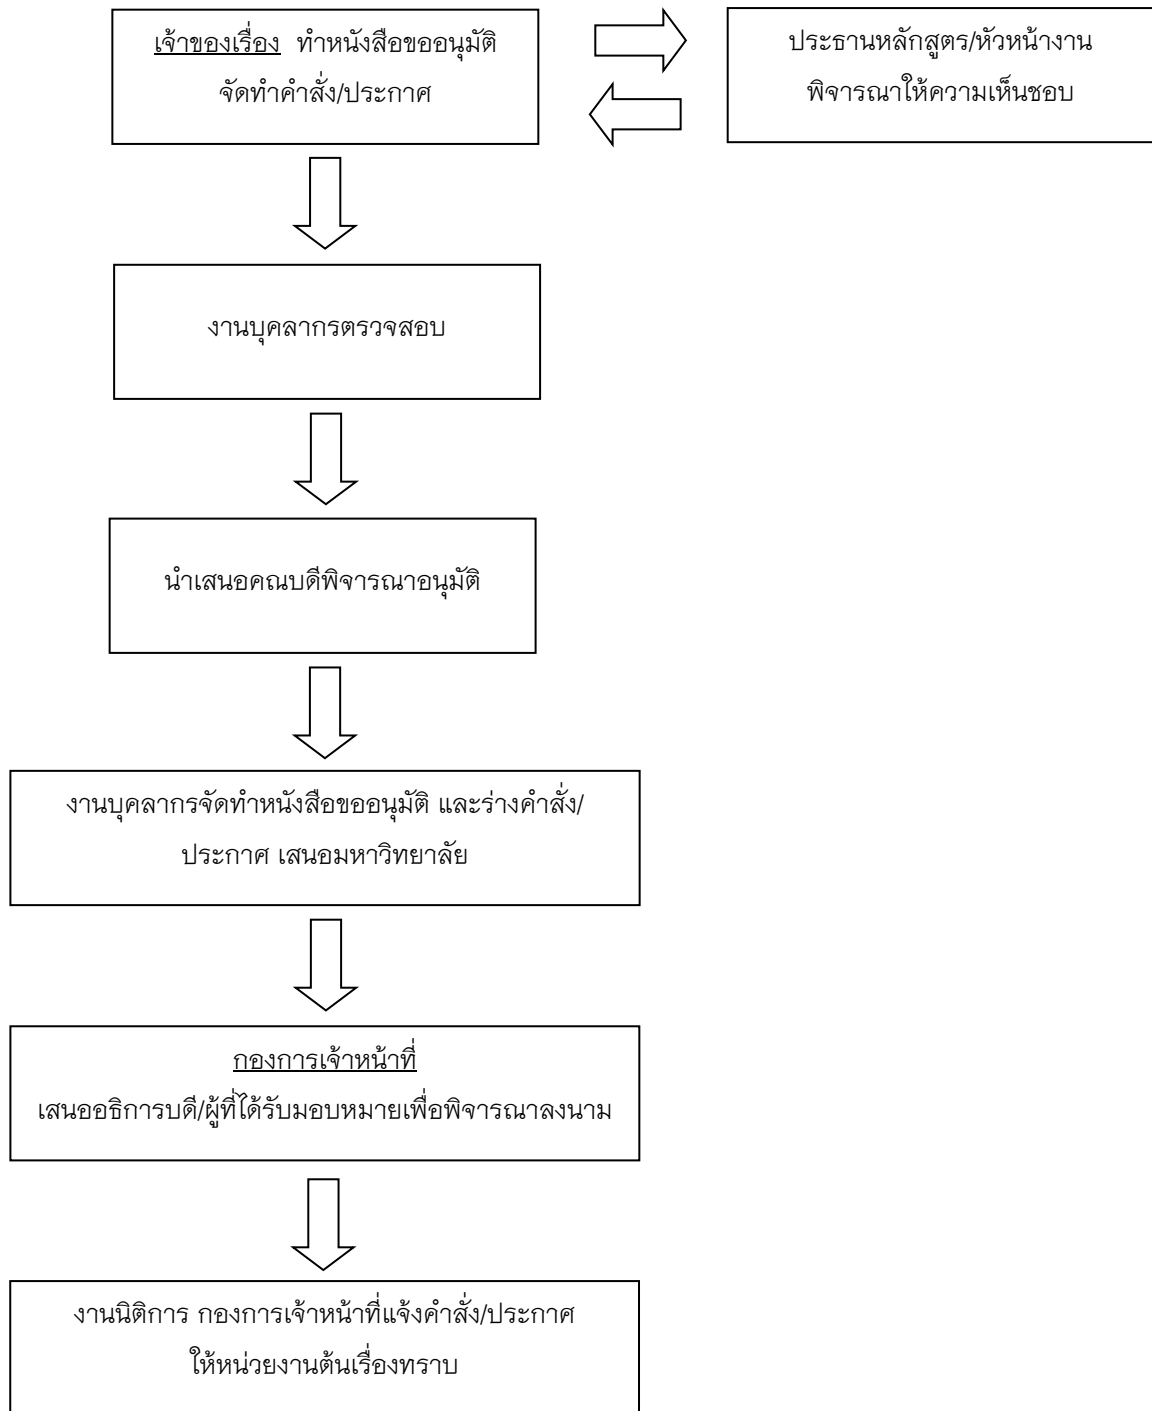 เจ้าของเรื่อง ทำหนังสือขออนุมัติ
จัดทำคำสั่ง/ประกาศ
ประธานหลักสูตร/หัวหน้างาน
พิจารณาให้ความเห็นชอบ
งานบุคลากรตรวจสอบ
นำเสนอคณบดีพิจารณาอนุมัติ
งานบุคลากรจัดทำหนังสือขออนุมัติ และร่างคำสั่ง/
ประกาศ เสนอมหาวิทยาลัย
กองการเจ้าหน้าที่
เสนออธิการบดี/ผู้ที่ได้รับมอบหมายเพื่อพิจารณาลงนาม
งานนิติการ กองการเจ้าหน้าที่แจ้งคำสั่ง/ประกาศ
ให้หน่วยงานต้นเรื่องทราบ